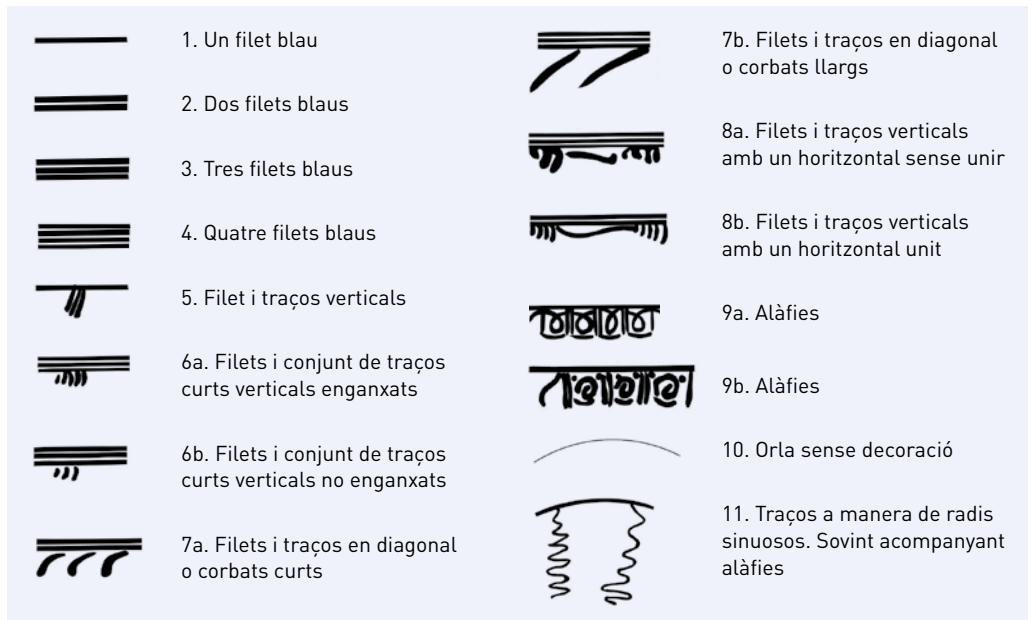 1. Un filet blau
2. Dos filets blaus
3. Tres filets blaus
4. Quatre filets blaus
5. Filet i traços verticals
6a. Filets i conjunt de traços
curts verticals enganxats
6b. Filets i conjunt de traços
curts verticals no enganxats
7a. Filets i traços en diagonal
o corbats curts
7b. Filets i traços en diagonal
o corbats llargs
8a. Filets i traços verticals
amb un horitzontal sense unir
8b. Filets i traços verticals
amb un horitzontal unit
9a. Alàfies
9b. Alàfies
10. Orla sense decoració
11. Traços a manera de radis
sinuosos. Sovint acompanyant
alàfies